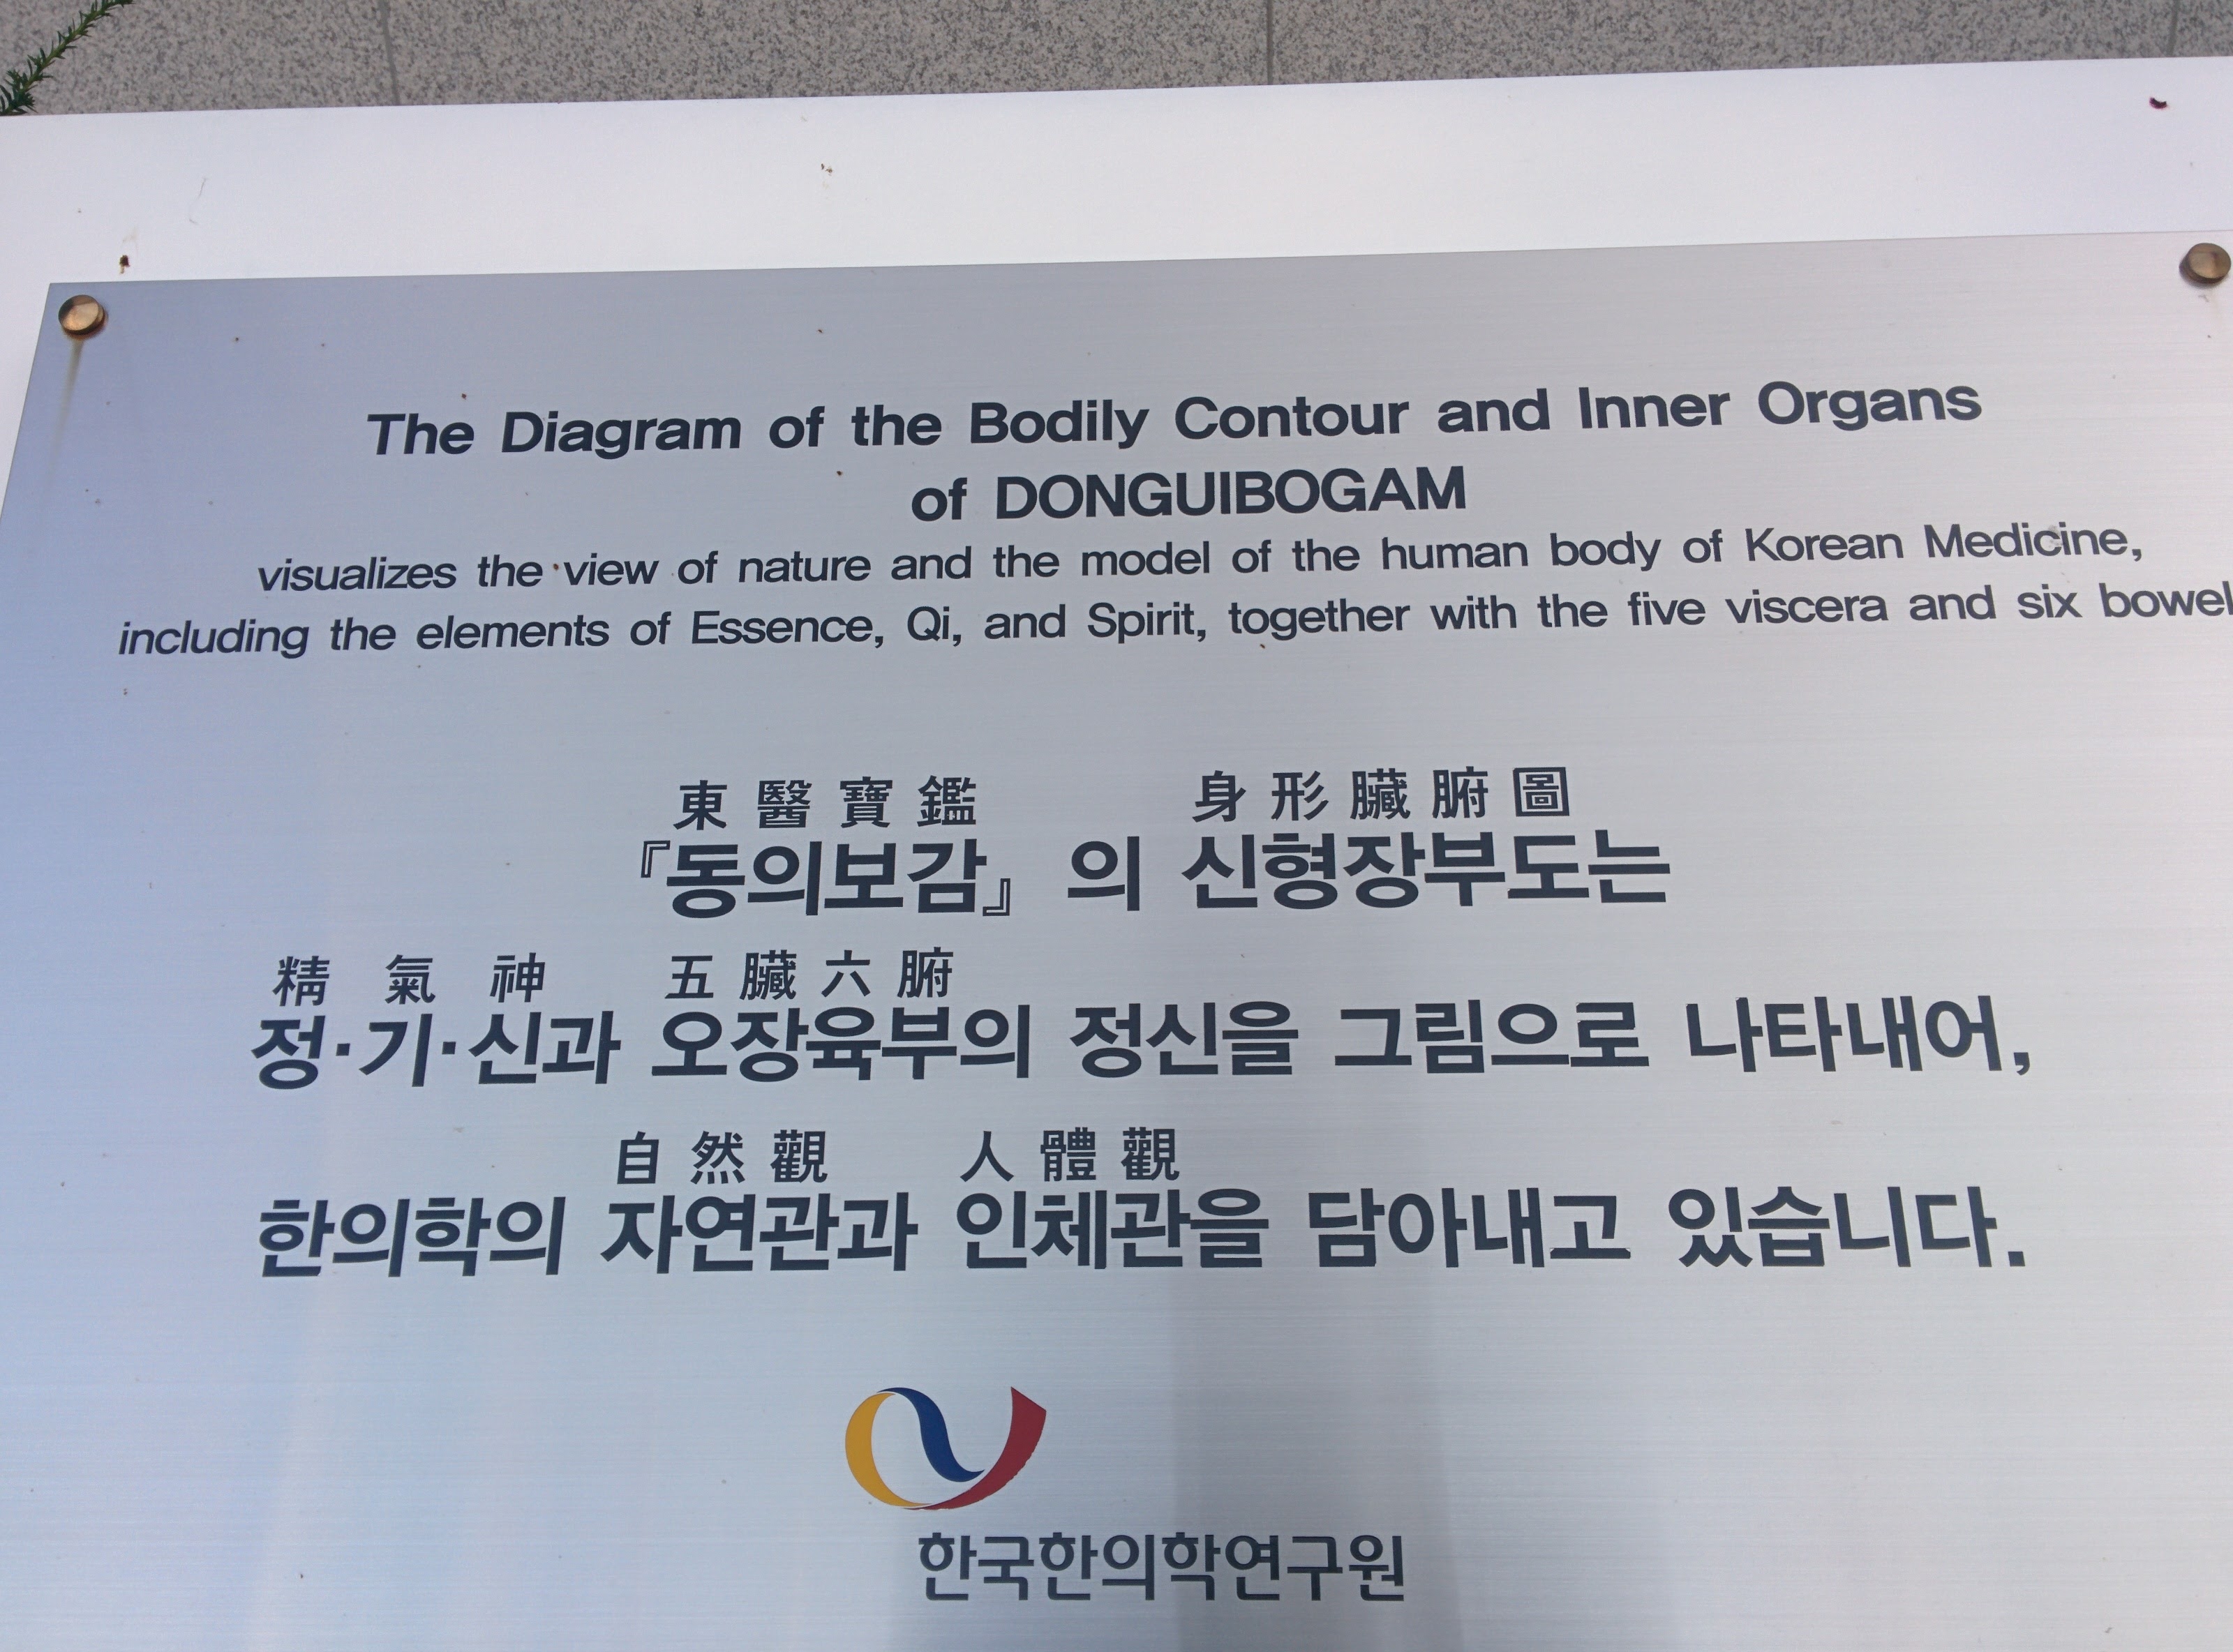 The Diagram of the Bodily Contour and Inner Organs
of DONGUIBOGAM
visualizes the view of nature and the model of the human body of Korean Medicine,
including the elements of Essence, Qi, and Spirit, together with the five viscera and six bowel
東醫寶鑑 身形臟腑圖
『동의보감』의 신형장부도는
精 氣 神 五臟六腑
정·기·신과 오장육부의 정신을 그림으로 나타내어,
自然觀 人體觀
한의학의 자연관과 인체관을 담아내고 있습니다.
한국한의학연구원